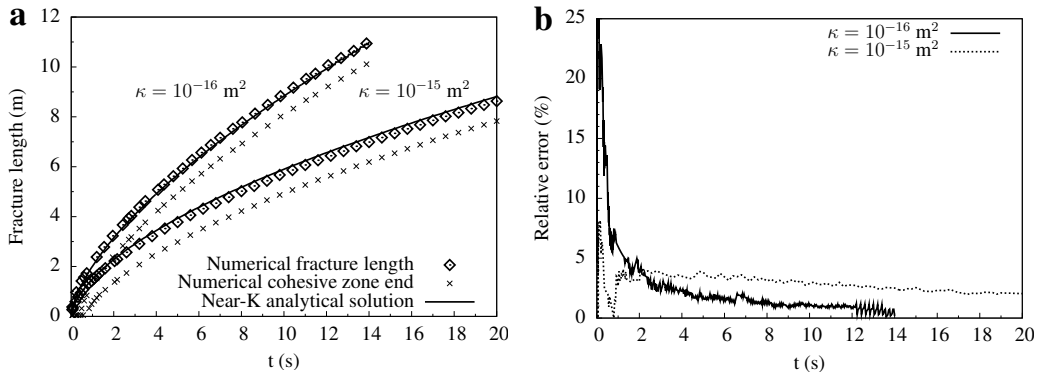 a
12
10
8
6
4
2
0
Fracture length (m)
κ = 10⁻¹⁶ m²
κ = 10⁻¹⁵ m²
Numerical fracture length
Numerical cohesive zone end
Near-K analytical solution
0 2 4 6 8 10 12 14 16 18 20
t (s)
b
25
20
15
10
5
0
Relative error (%)
κ = 10⁻¹⁶ m²
κ = 10⁻¹⁵ m²
0 2 4 6 8 10 12 14 16 18 20
t (s)